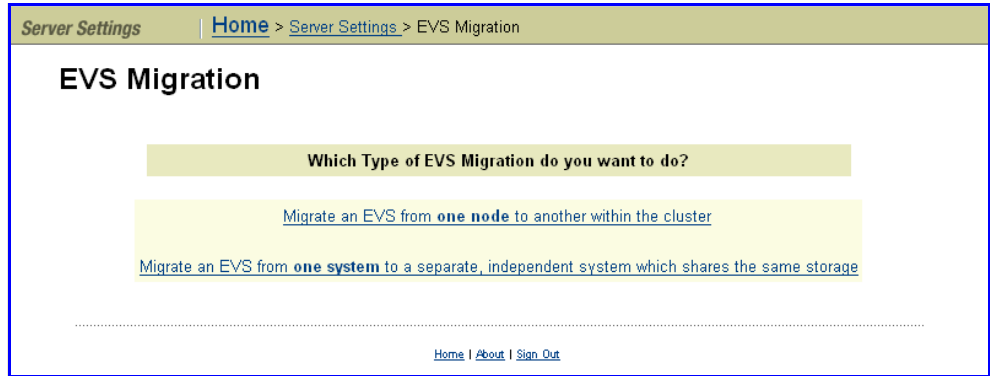 Server Settings | Home > Server Settings > EVS Migration
EVS Migration
Which Type of EVS Migration do you want to do?
Migrate an EVS from one node to another within the cluster
Migrate an EVS from one system to a separate, independent system which shares the same storage
Home | About | Sign Out